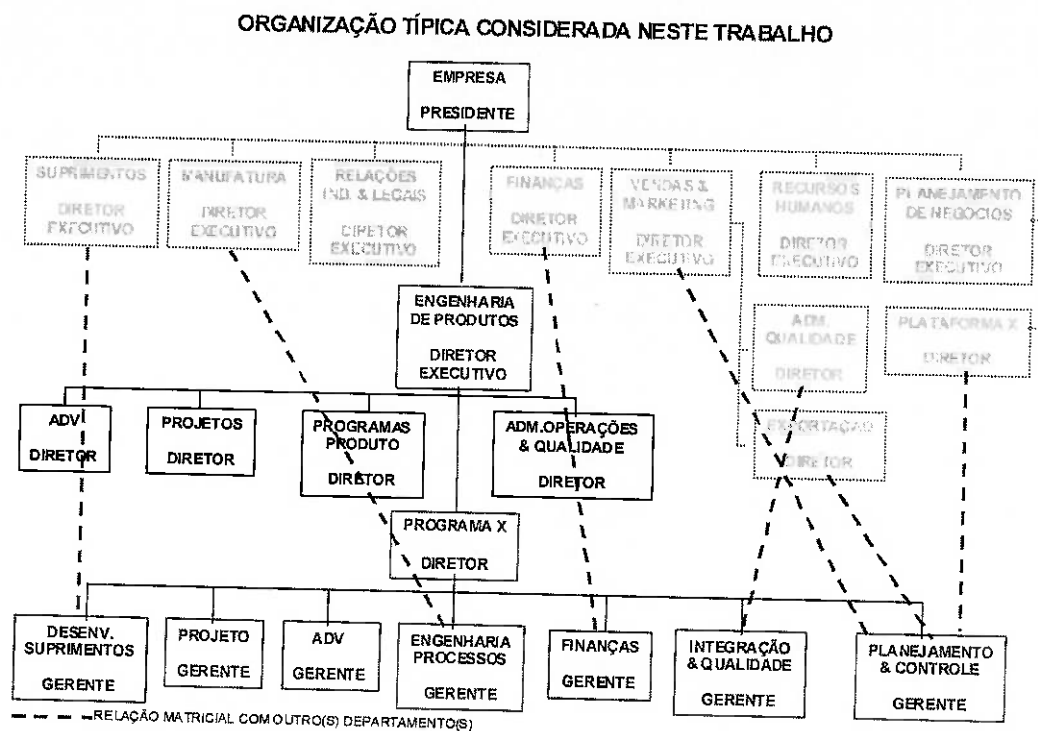 ORGANIZAÇÃO TÍPICA CONSIDERADA NESTE TRABALHO
EMPRESA
PRESIDENTE
SUPRIMENTOS
DIRETOR
EXECUTIVO
MANUFATURA
DIRETOR
EXECUTIVO
RELAÇÕES
IND. & LEGAIS
DIRETOR
EXECUTIVO
FINANÇAS
DIRETOR
EXECUTIVO
VENDAS &
MARKETING
DIRETOR
EXECUTIVO
RECURSOS
HUMANOS
DIRETOR
EXECUTIVO
PLANEJAMENTO
DE NEGÓCIOS
DIRETOR
EXECUTIVO
ENGENHARIA
DE PRODUTOS
DIRETOR
EXECUTIVO
ADM.
QUALIDADE
DIRETOR
PLATAFORMA X
DIRETOR
ADV
DIRETOR
PROJETOS
DIRETOR
PROGRAMAS
PRODUTO
DIRETOR
ADM.OPERAÇÕES
& QUALIDADE
DIRETOR
EXPORTAÇÃO
DIRETOR
PROGRAMA X
DIRETOR
DESENV.
SUPRIMENTOS
GERENTE
PROJETO
GERENTE
ADV
GERENTE
ENGENHARIA
PROCESSOS
GERENTE
FINANÇAS
GERENTE
INTEGRAÇÃO
& QUALIDADE
GERENTE
PLANEJAMENTO
& CONTROLE
GERENTE
RELAÇÃO MATRICIAL COM OUTRO(S) DEPARTAMENTO(S)